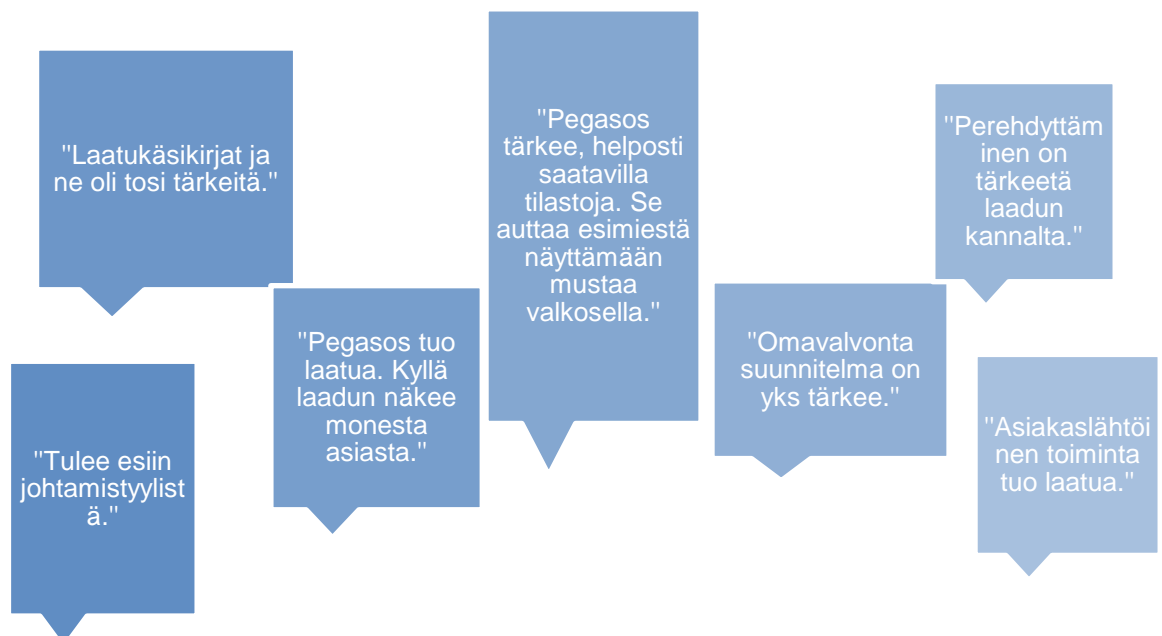 "Laatukäsikirjat ja
ne oli tosi tärkeitä."
"Tulee esiin
johtamistyylist
ä."
"Pegasos tuo
laatua. Kyllä
laadun näkee
monesta
asiasta."
"Pegasos
tärkee, helposti
saatavilla
tilastoja. Se
auttaa esimiestä
näyttämään
mustaa
valkosella."
"Omavalvonta
suunnitelma on
yks tärkee."
"Perehdyttäm
inen on
tärkeetä
laadun
kannalta."
"Asiakaslähtöi
nen toiminta
tuo laatua."